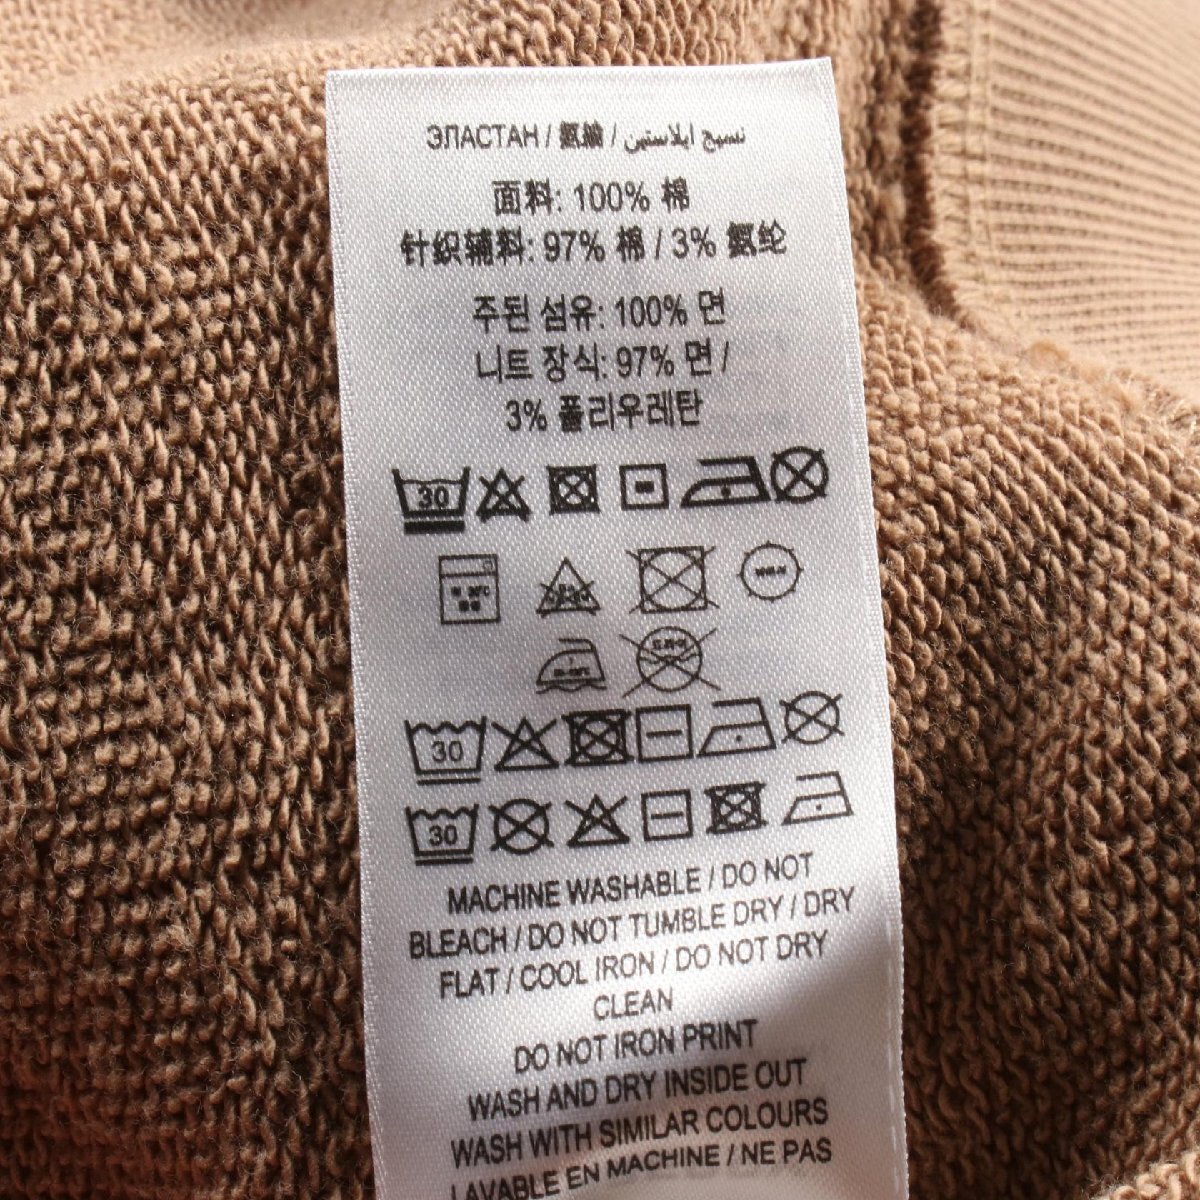 ЭЛАСТАН / 氨綸 / نسيج ايلاستين
面料: 100% 棉
针织辅料: 97% 棉 / 3% 氨纶
주된 섬유: 100% 면
니트 장식: 97% 면 /
3% 폴리우레탄
30
30
30
MACHINE WASHABLE / DO NOT
BLEACH / DO NOT TUMBLE DRY / DRY
FLAT / COOL IRON / DO NOT DRY
CLEAN
DO NOT IRON PRINT
WASH AND DRY INSIDE OUT
WASH WITH SIMILAR COLOURS
LAVABLE EN MACHINE / NE PAS